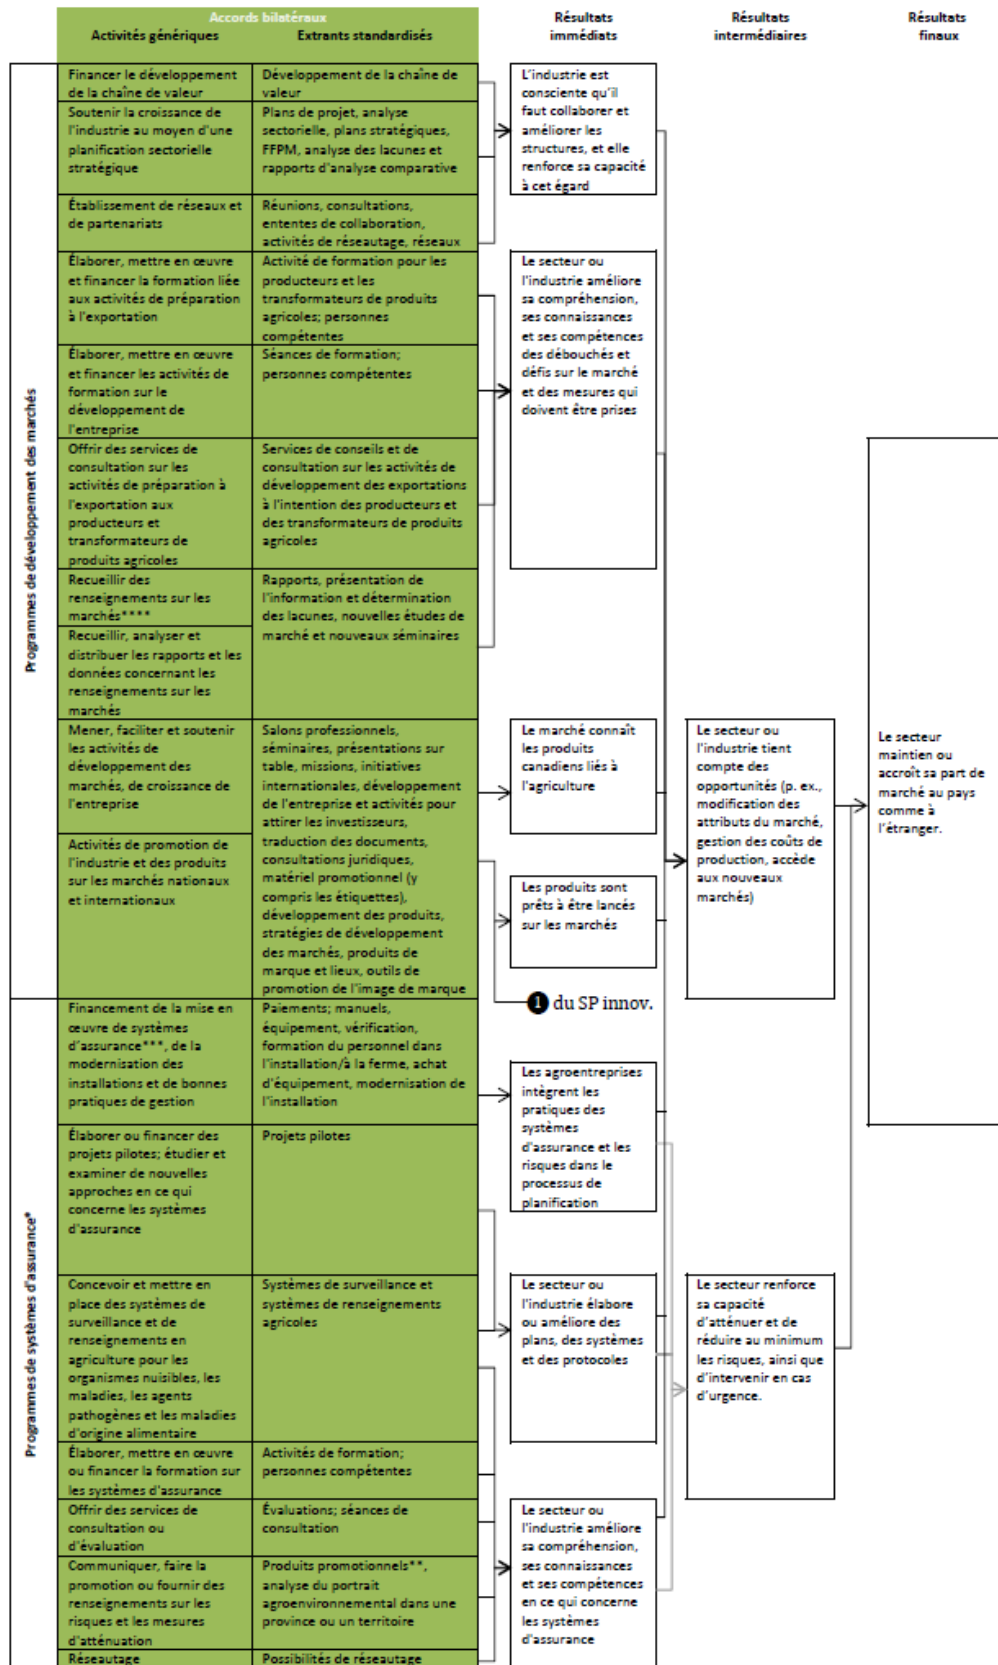 Accords bilatéraux
Activités génériques
Extrants standardisés
Résultats
immédiats
Résultats
intermédiaires
Résultats
finaux
Programmes de développement des marchés
Financer le développement
de la chaîne de valeur
Développement de la chaîne de
valeur
Soutenir la croissance de
l'industrie au moyen d'une
planification sectorielle
stratégique
Plans de projet, analyse
sectorielle, plans stratégiques,
FFPM, analyse des lacunes et
rapports d'analyse comparative
Établissement de réseaux et
de partenariats
Réunions, consultations,
ententes de collaboration,
activités de réseautage, réseaux
L'industrie est
consciente qu'il
faut collaborer et
améliorer les
structures, et elle
renforce sa capacité
à cet égard
Élaborer, mettre en œuvre
et financer la formation liée
aux activités de préparation
à l'exportation
Activité de formation pour les
producteurs et les
transformateurs de produits
agricoles; personnes
compétentes
Élaborer, mettre en œuvre
et financer les activités de
formation sur le
développement de
l'entreprise
Séances de formation;
personnes compétentes
Offrir des services de
consultation sur les
activités de préparation à
l'exportation aux
producteurs et
transformateurs de
produits agricoles
Services de conseils et de
consultation sur les activités de
développement des exportations
à l'intention des producteurs et
des transformateurs de produits
agricoles
Recueillir des
renseignements sur les
marchés****
Recueillir, analyser et
distribuer les rapports et les
données concernant les
renseignements sur les
marchés
Rapports, présentation de
l'information et détermination
des lacunes, nouvelles études de
marché et nouveaux séminaires
Le secteur ou
l'industrie améliore
sa compréhension,
ses connaissances
et ses compétences
des débouchés et
défis sur le marché
et des mesures qui
doivent être prises
Mener, faciliter et soutenir
les activités de
développement des
marchés, de croissance de
l'entreprise
Activités de promotion de
l'industrie et des produits
sur les marchés nationaux
et internationaux
Salons professionnels,
séminaires, présentations sur
table, missions, initiatives
internationales, développement
de l'entreprise et activités pour
attirer les investisseurs,
traduction des documents,
consultations juridiques,
matériel promotionnel (y
compris les étiquettes),
développement des produits,
stratégies de développement
des marchés, produits de
marque et lieux, outils de
promotion de l'image de marque
Le marché connaît
les produits
canadiens liés à
l'agriculture
Les produits sont
prêts à être lancés
sur les marchés
1 du SP innov.
Le secteur ou
l'industrie tient
compte des
opportunités (p. ex.,
modification des
attributs du marché,
gestion des coûts de
production, accède
aux nouveaux
marchés)
Le secteur
maintien ou
accroît sa part de
marché au pays
comme à
l'étranger.
Programmes de systèmes d'assurance*
Financement de la mise en
œuvre de systèmes
d'assurance***, de la
modernisation des
installations et de bonnes
pratiques de gestion
Paiements; manuels,
équipement, vérification,
formation du personnel dans
l'installation/à la ferme, achat
d'équipement, modernisation de
l'installation
Les agroentreprises
intègrent les
pratiques des
systèmes
d'assurance et les
risques dans le
processus de
planification
Élaborer ou financer des
projets pilotes; étudier et
examiner de nouvelles
approches en ce qui
concerne les systèmes
d'assurance
Projets pilotes
Concevoir et mettre en
place des systèmes de
surveillance et de
renseignements en
agriculture pour les
organismes nuisibles, les
maladies, les agents
pathogènes et les maladies
d'origine alimentaire
Systèmes de surveillance et
systèmes de renseignements
agricoles
Le secteur ou
l'industrie élabore
ou améliore des
plans, des systèmes
et des protocoles
Le secteur renforce
sa capacité
d'atténuer et de
réduire au minimum
les risques, ainsi que
d'intervenir en cas
d'urgence.
Élaborer, mettre en œuvre
ou financer la formation sur
les systèmes d'assurance
Activités de formation;
personnes compétentes
Offrir des services de
consultation ou
d'évaluation
Évaluations; séances de
consultation
Communiquer, faire la
promotion ou fournir des
renseignements sur les
risques et les mesures
d'atténuation
Produits promotionnels**,
analyse du portrait
agroenvironnemental dans une
province ou un territoire
Réseautage
Possibilités de réseautage
Le secteur ou
l'industrie améliore
sa compréhension,
ses connaissances
et ses compétences
en ce qui concerne
les systèmes
d'assurance